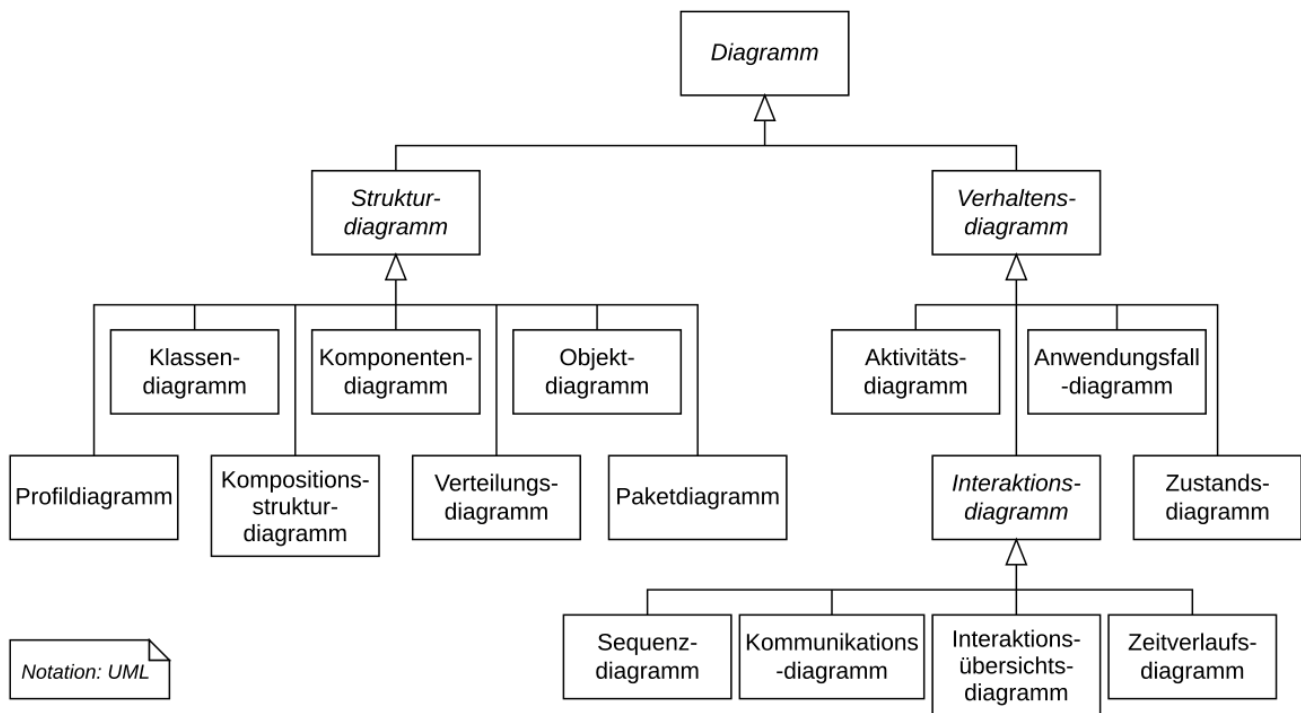 Diagramm
Struktur-
diagramm
Verhaltens-
diagramm
Klassen-
diagramm
Komponenten-
diagramm
Objekt-
diagramm
Aktivitäts-
diagramm
Anwendungsfall
-diagramm
Profildiagramm
Kompositions-
struktur-
diagramm
Verteilungs-
diagramm
Paketdiagramm
Interaktions-
diagramm
Zustands-
diagramm
Sequenz-
diagramm
Kommunikations
-diagramm
Interaktions-
übersichts-
diagramm
Zeitverlaufs-
diagramm
Notation: UML